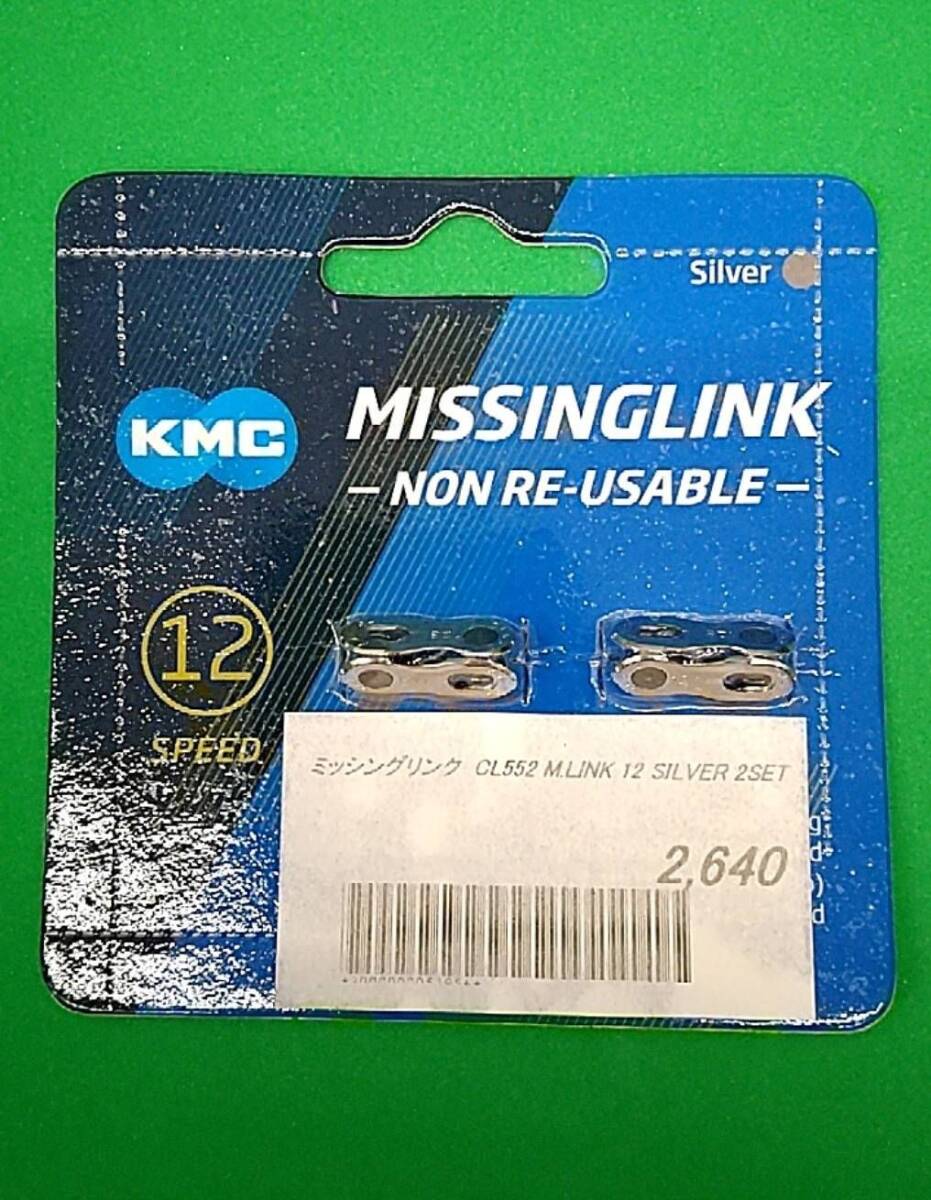 Silver
KMC
MISSINGLINK
– NON RE-USABLE –
12
SPEED
ミッシングリンク CL552 M.LINK 12 SILVER 2SET
2,640
g
d
)
d